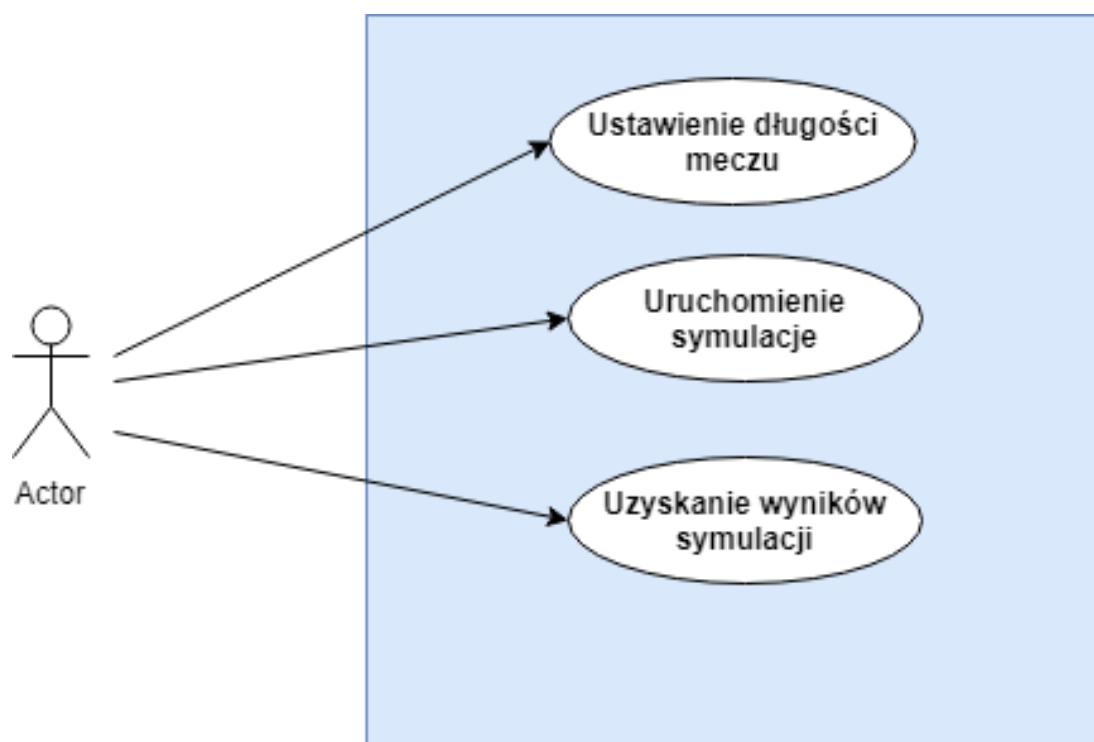 Ustawienie długości
meczu
Uruchomienie
symulacje
Actor
Uzyskanie wyników
symulacji